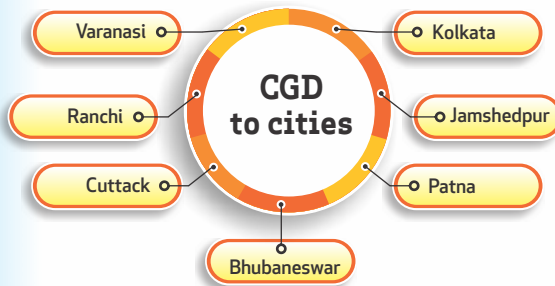 Varanasi
Kolkata
CGD
to cities
Ranchi
Jamshedpur
Cuttack
Patna
Bhubaneswar